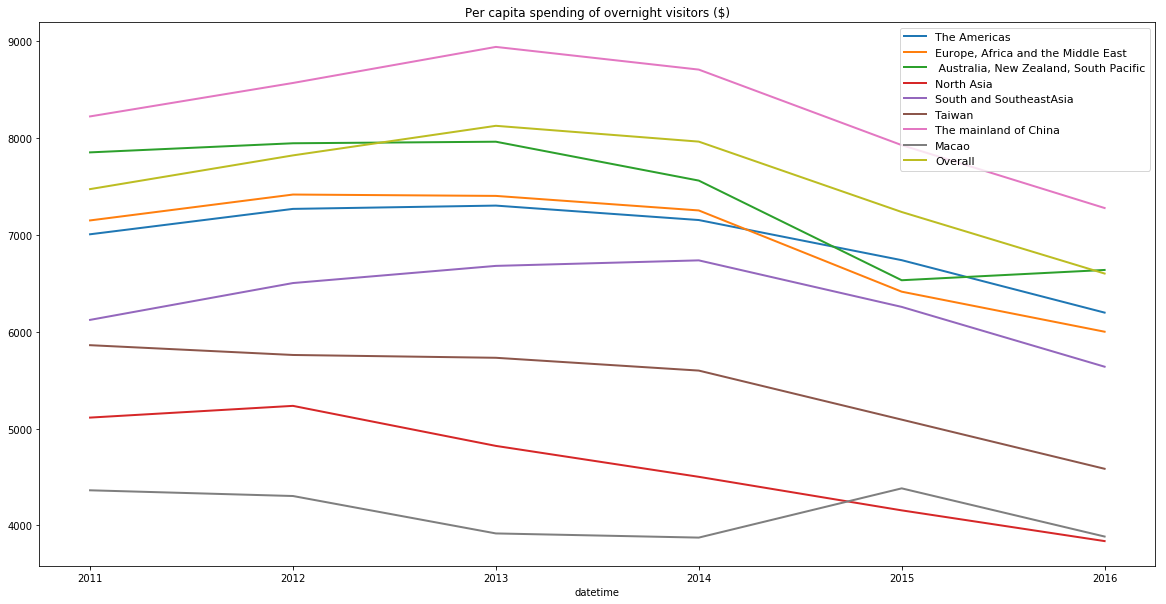 Per capita spending of overnight visitors ($)
The Americas
Europe, Africa and the Middle East
Australia, New Zealand, South Pacific
North Asia
South and SoutheastAsia
Taiwan
The mainland of China
Macao
Overall
9000
8000
7000
6000
5000
4000
2011 2012 2013 2014 2015 2016
datetime